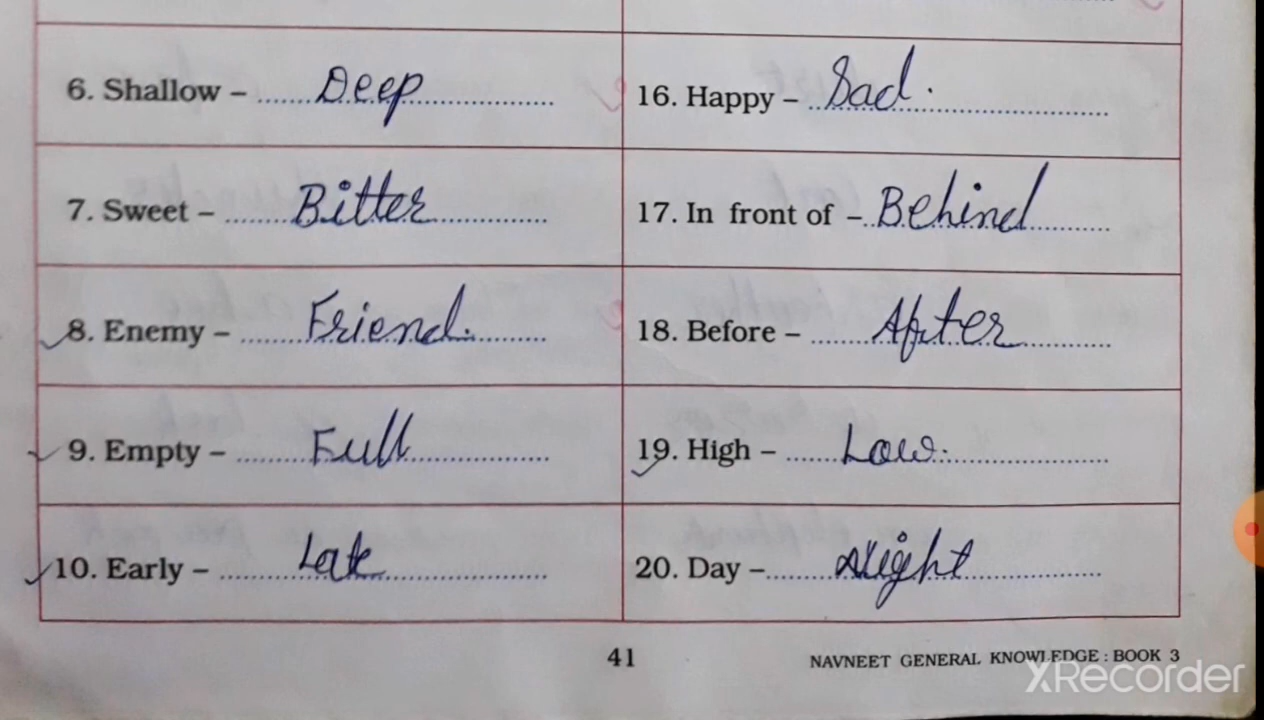 6. Shallow – Deep
16. Happy – Sad.
7. Sweet – Bitter
17. In front of – Behind
8. Enemy – Friend.
18. Before – After
9. Empty – Full
19. High – Low.
10. Early – Late
20. Day – Night
41
NAVNEET GENERAL KNOWLEDGE : BOOK 3
XRecorder